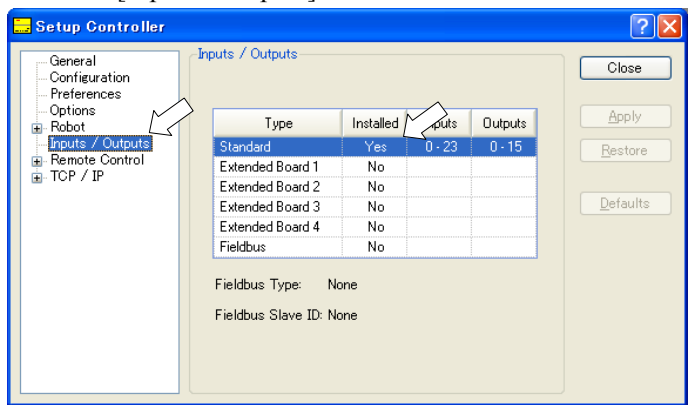 Setup Controller
General
Configuration
Preferences
Options
Robot
Inputs / Outputs
Remote Control
TCP / IP
Inputs / Outputs
Type Installed Outputs
Standard Yes 0 - 23 0 - 15
Extended Board 1 No
Extended Board 2 No
Extended Board 3 No
Extended Board 4 No
Fieldbus No
Fieldbus Type: None
Fieldbus Slave ID: None
Close
Apply
Restore
Defaults